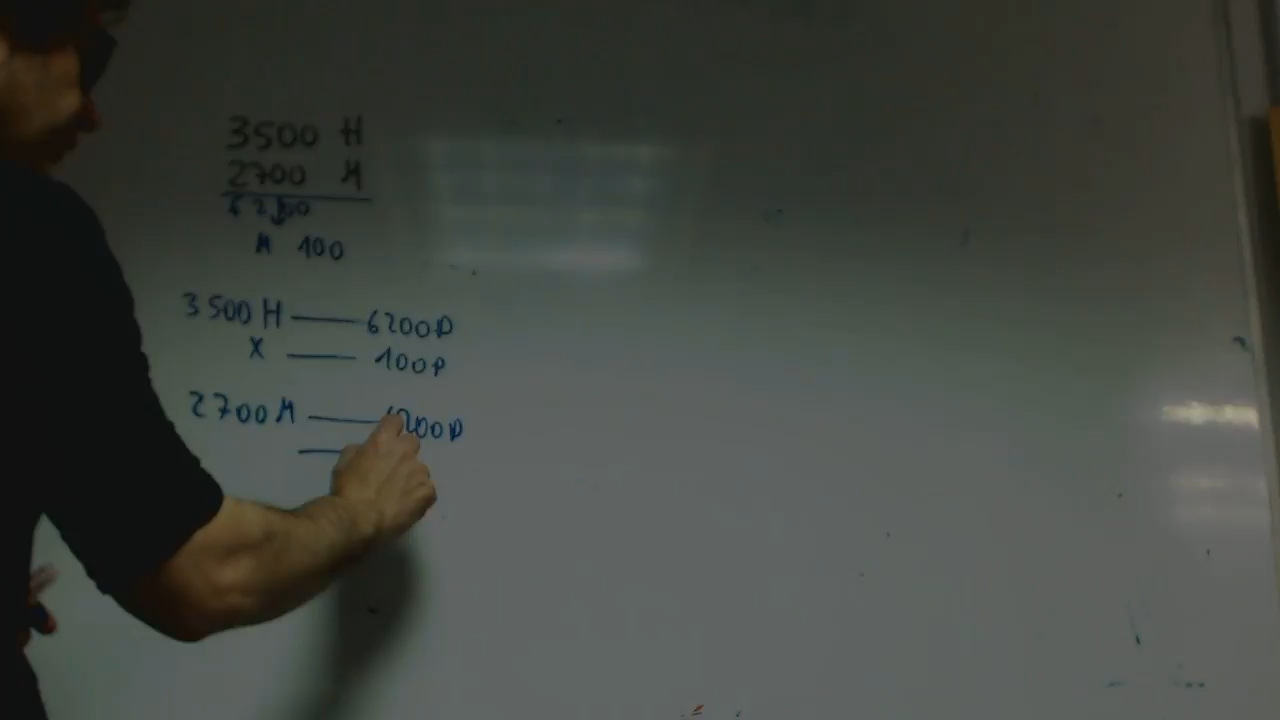 3500 H
2700 M
6200
M 100
3500 H — 6200 P
X — 100 P
2700 M — 6200 P
—